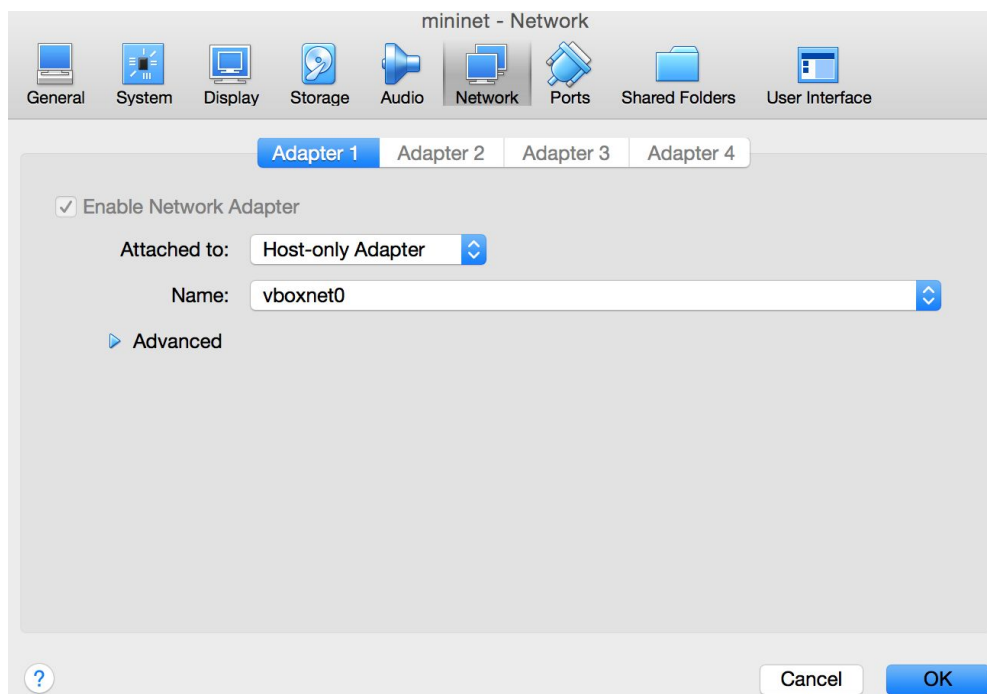 mininet - Network
General System Display Storage Audio Network Ports Shared Folders User Interface
Adapter 1 Adapter 2 Adapter 3 Adapter 4
Enable Network Adapter
Attached to: Host-only Adapter
Name: vboxnet0
Advanced
? Cancel OK